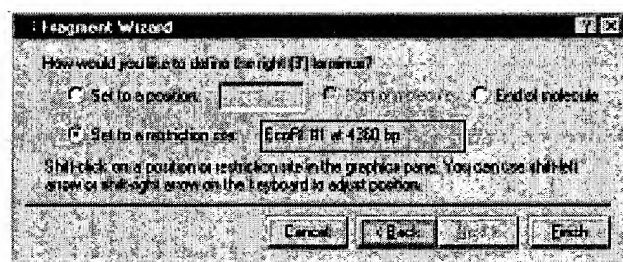 Fragment Wizard
How would you like to define the right (3') terminus?
Set to a position: Start of molecule End of molecule
Set to a restriction site: EcoRI #1 at 4360 bp
Shift-click on a position or restriction site in the graphics pane. You can use shift-left
arrow or shift-right arrow on the keyboard to adjust position.
Cancel < Back Next > Finish